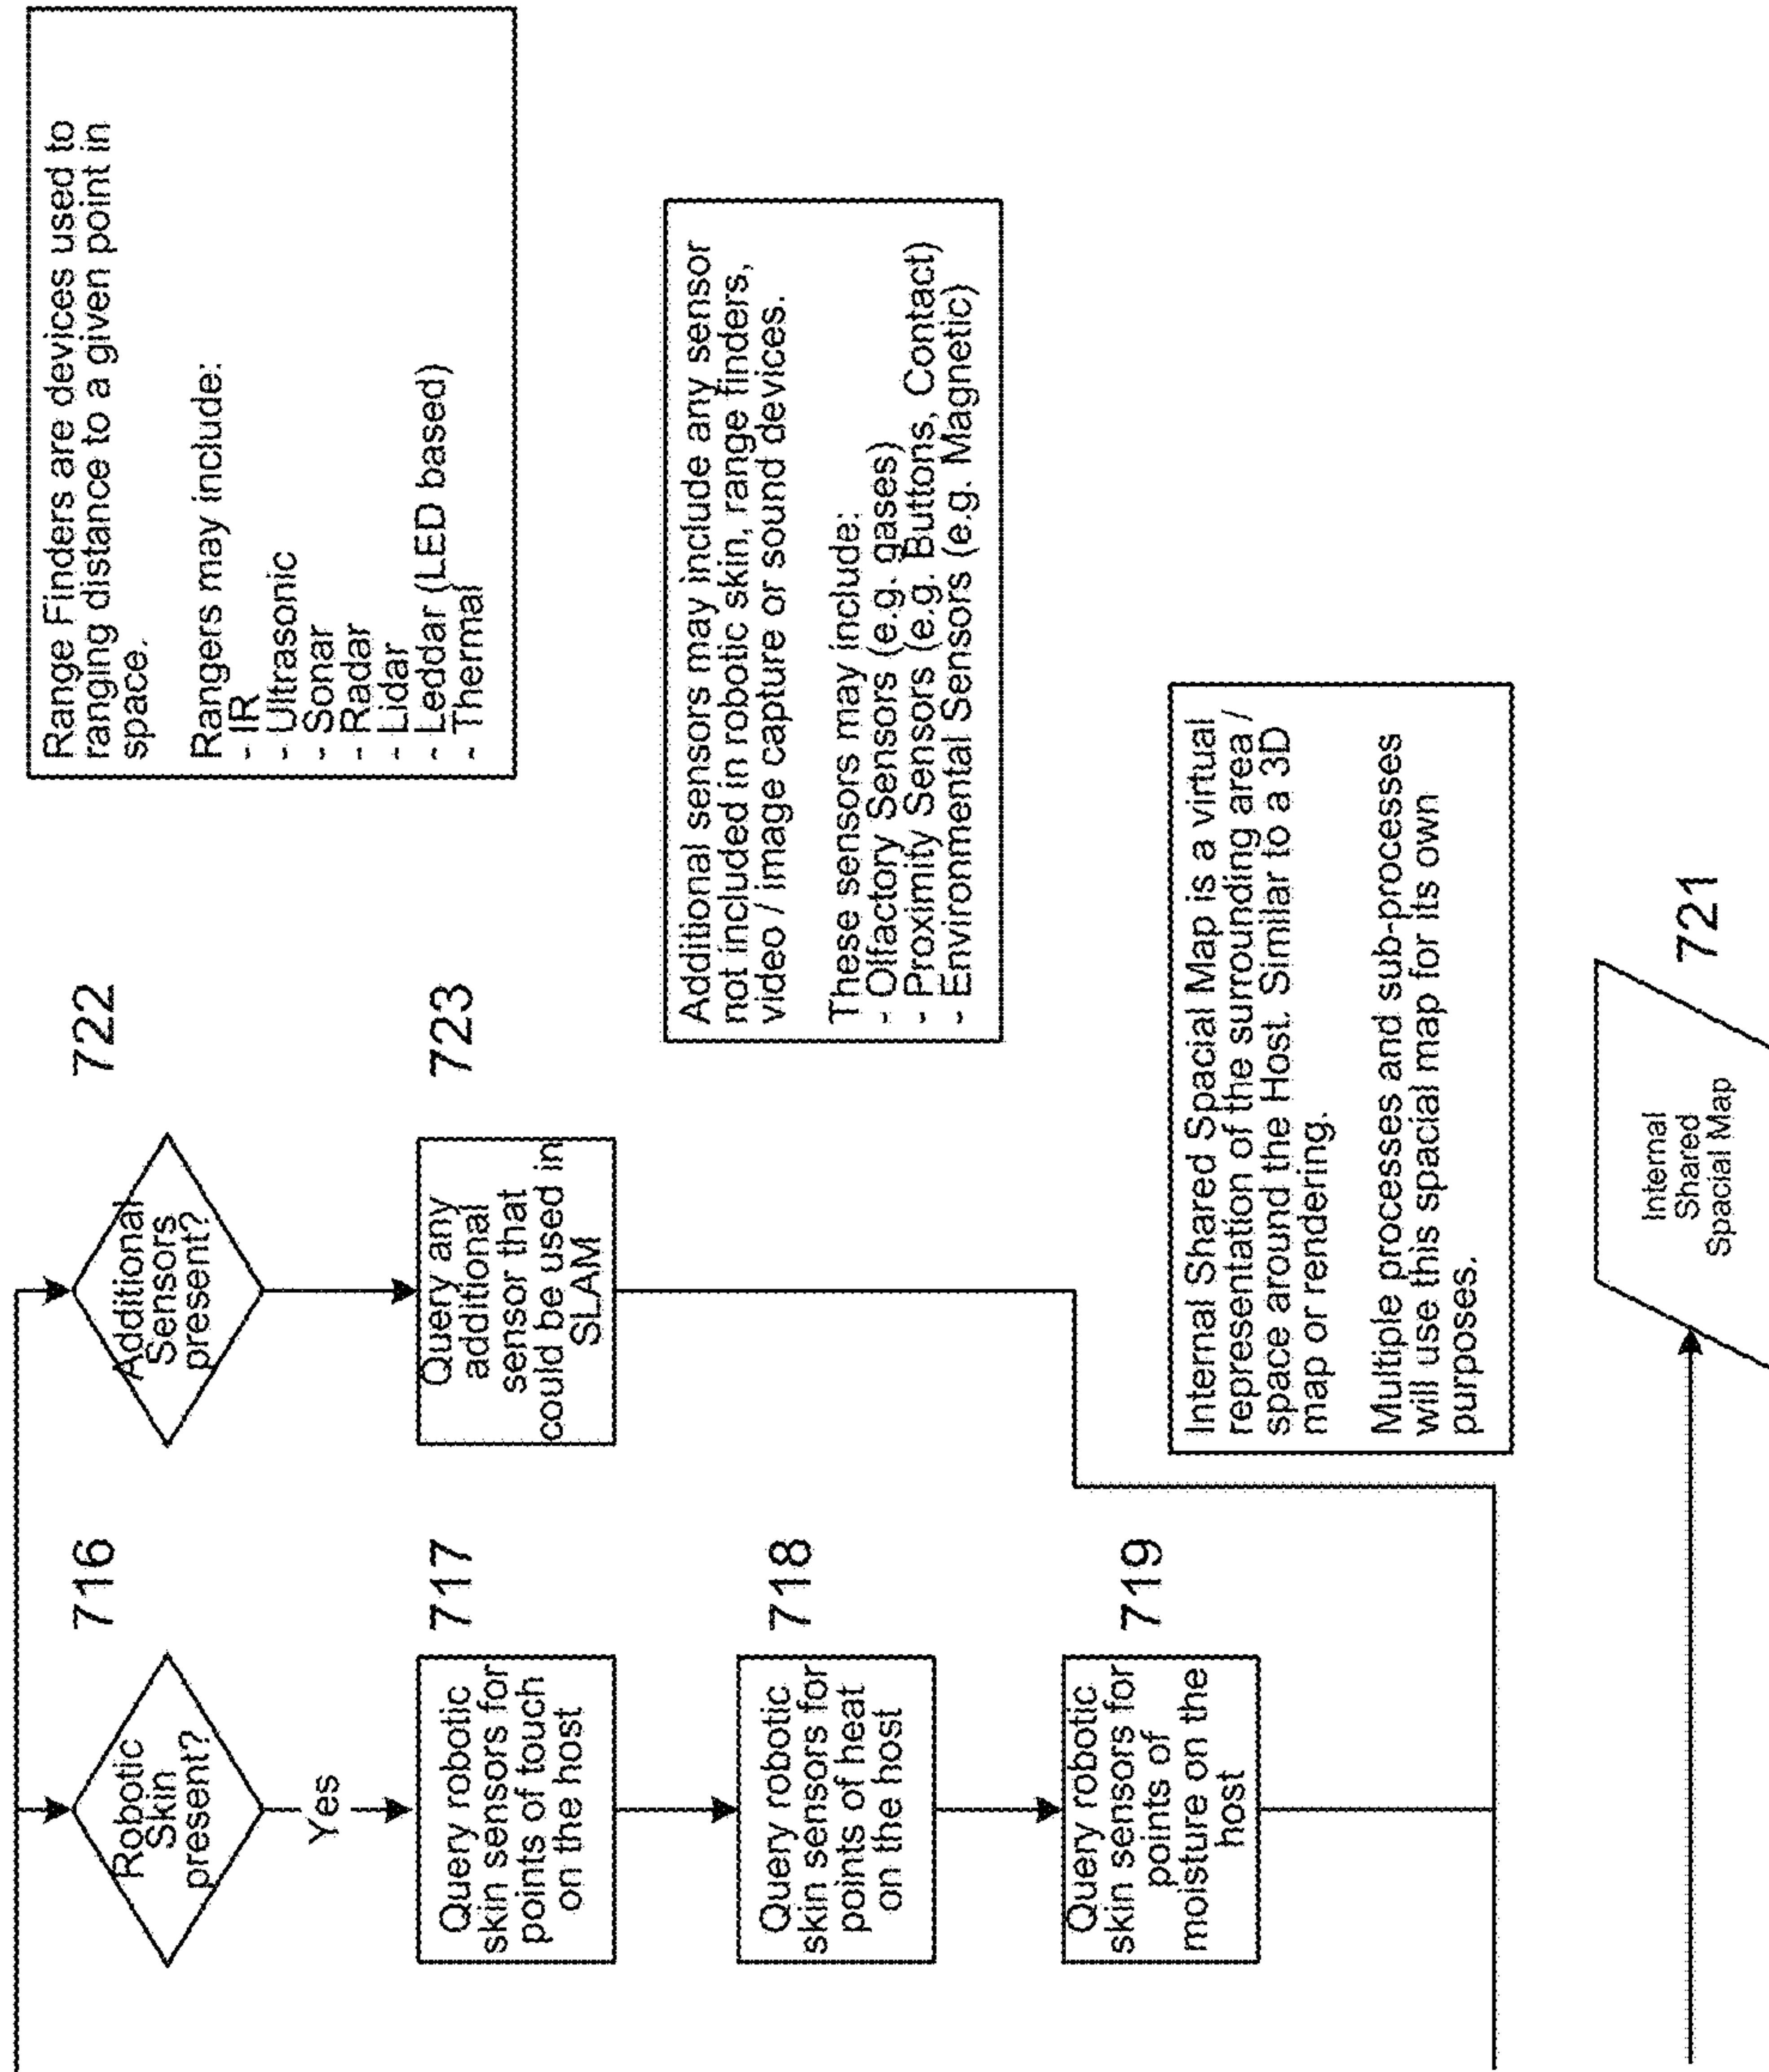 Robotic
Skin
present?
716
Yes
Query robotic
skin sensors for
points of touch
on the host
717
Query robotic
skin sensors for
points of heat
on the host
718
Query robotic
skin sensors for
points of
moisture on the
host
719
Additional
Sensors
present?
722
Query any
additional
sensor that
could be used in
SLAM
723
Range Finders are devices used to
ranging distance to a given point in
space.
Rangers may include:
- IR
- Ultrasonic
- Sonar
- Radar
- Lidar
- Leddar (LED based)
- Thermal
Additional sensors may include any sensor
not included in robotic skin, range finders,
video / image capture or sound devices.
These sensors may include:
- Olfactory Sensors (e.g. gases)
- Proximity Sensors (e.g. Buttons, Contact)
- Environmental Sensors (e.g. Magnetic)
Internal Shared Spacial Map is a virtual
representation of the surrounding area /
space around the Host. Similar to a 3D
map or rendering.
Multiple processes and sub-processes
will use this spacial map for its own
purposes.
Internal
Shared
Spacial Map
721